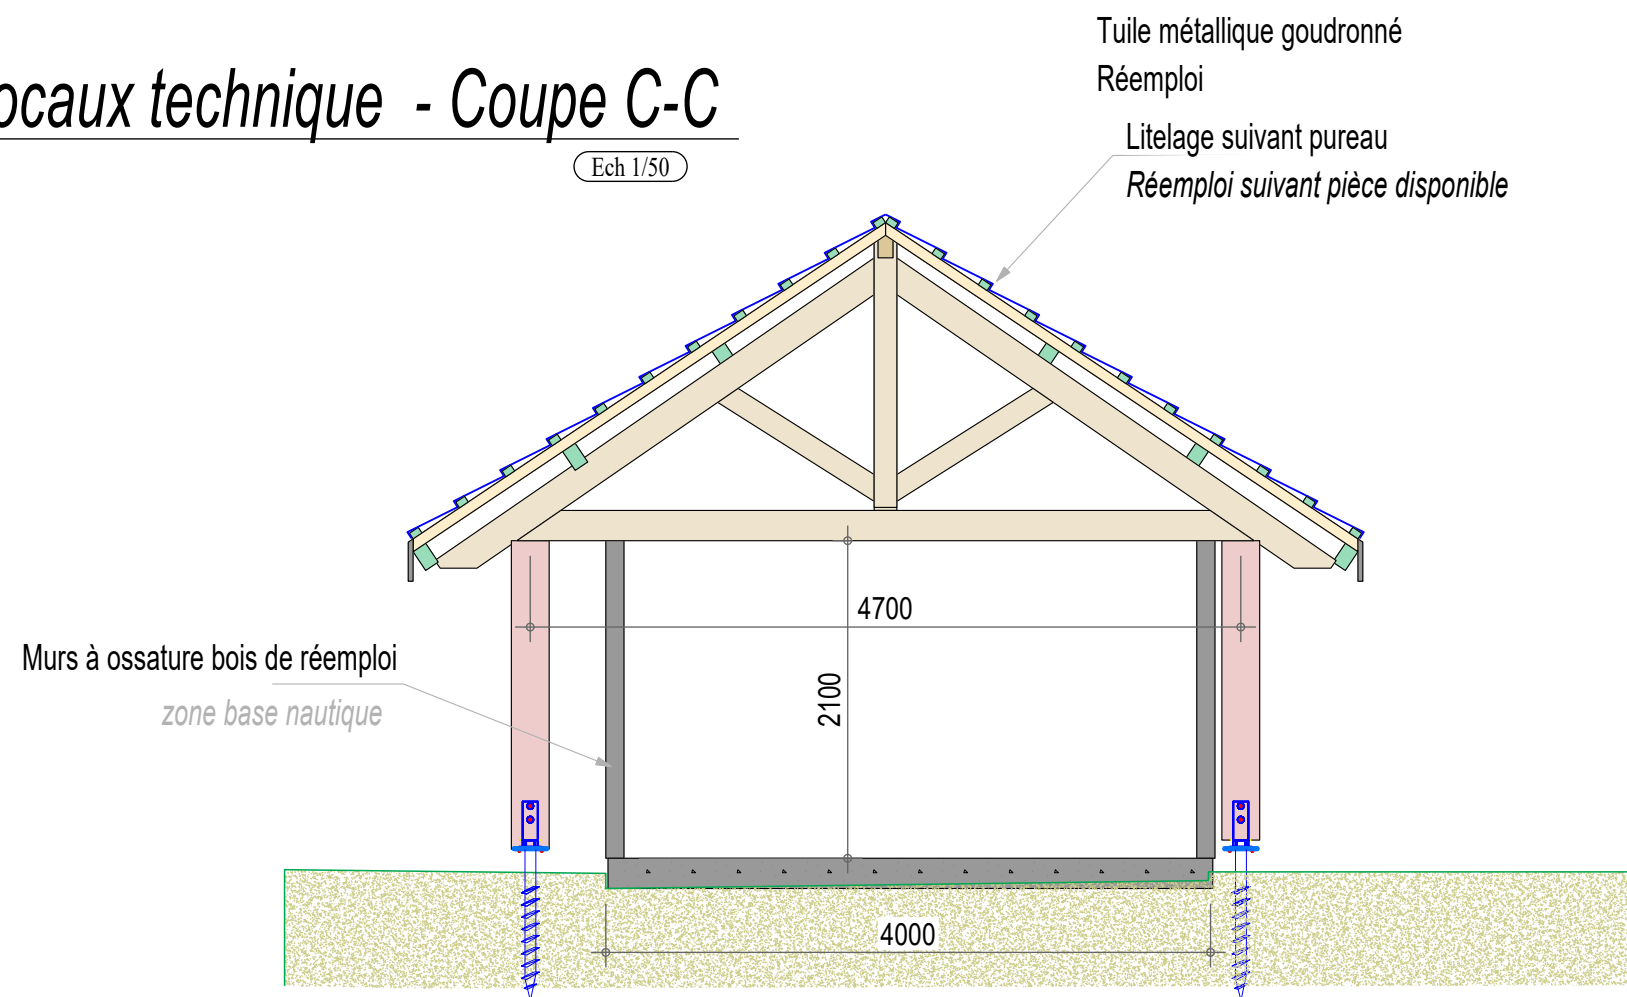 ocaux technique - Coupe C-C
Ech 1/50
Tuile métallique goudronné
Réemploi
Litelage suivant pureau
Réemploi suivant pièce disponible
4700
2100
Murs à ossature bois de réemploi
zone base nautique
4000